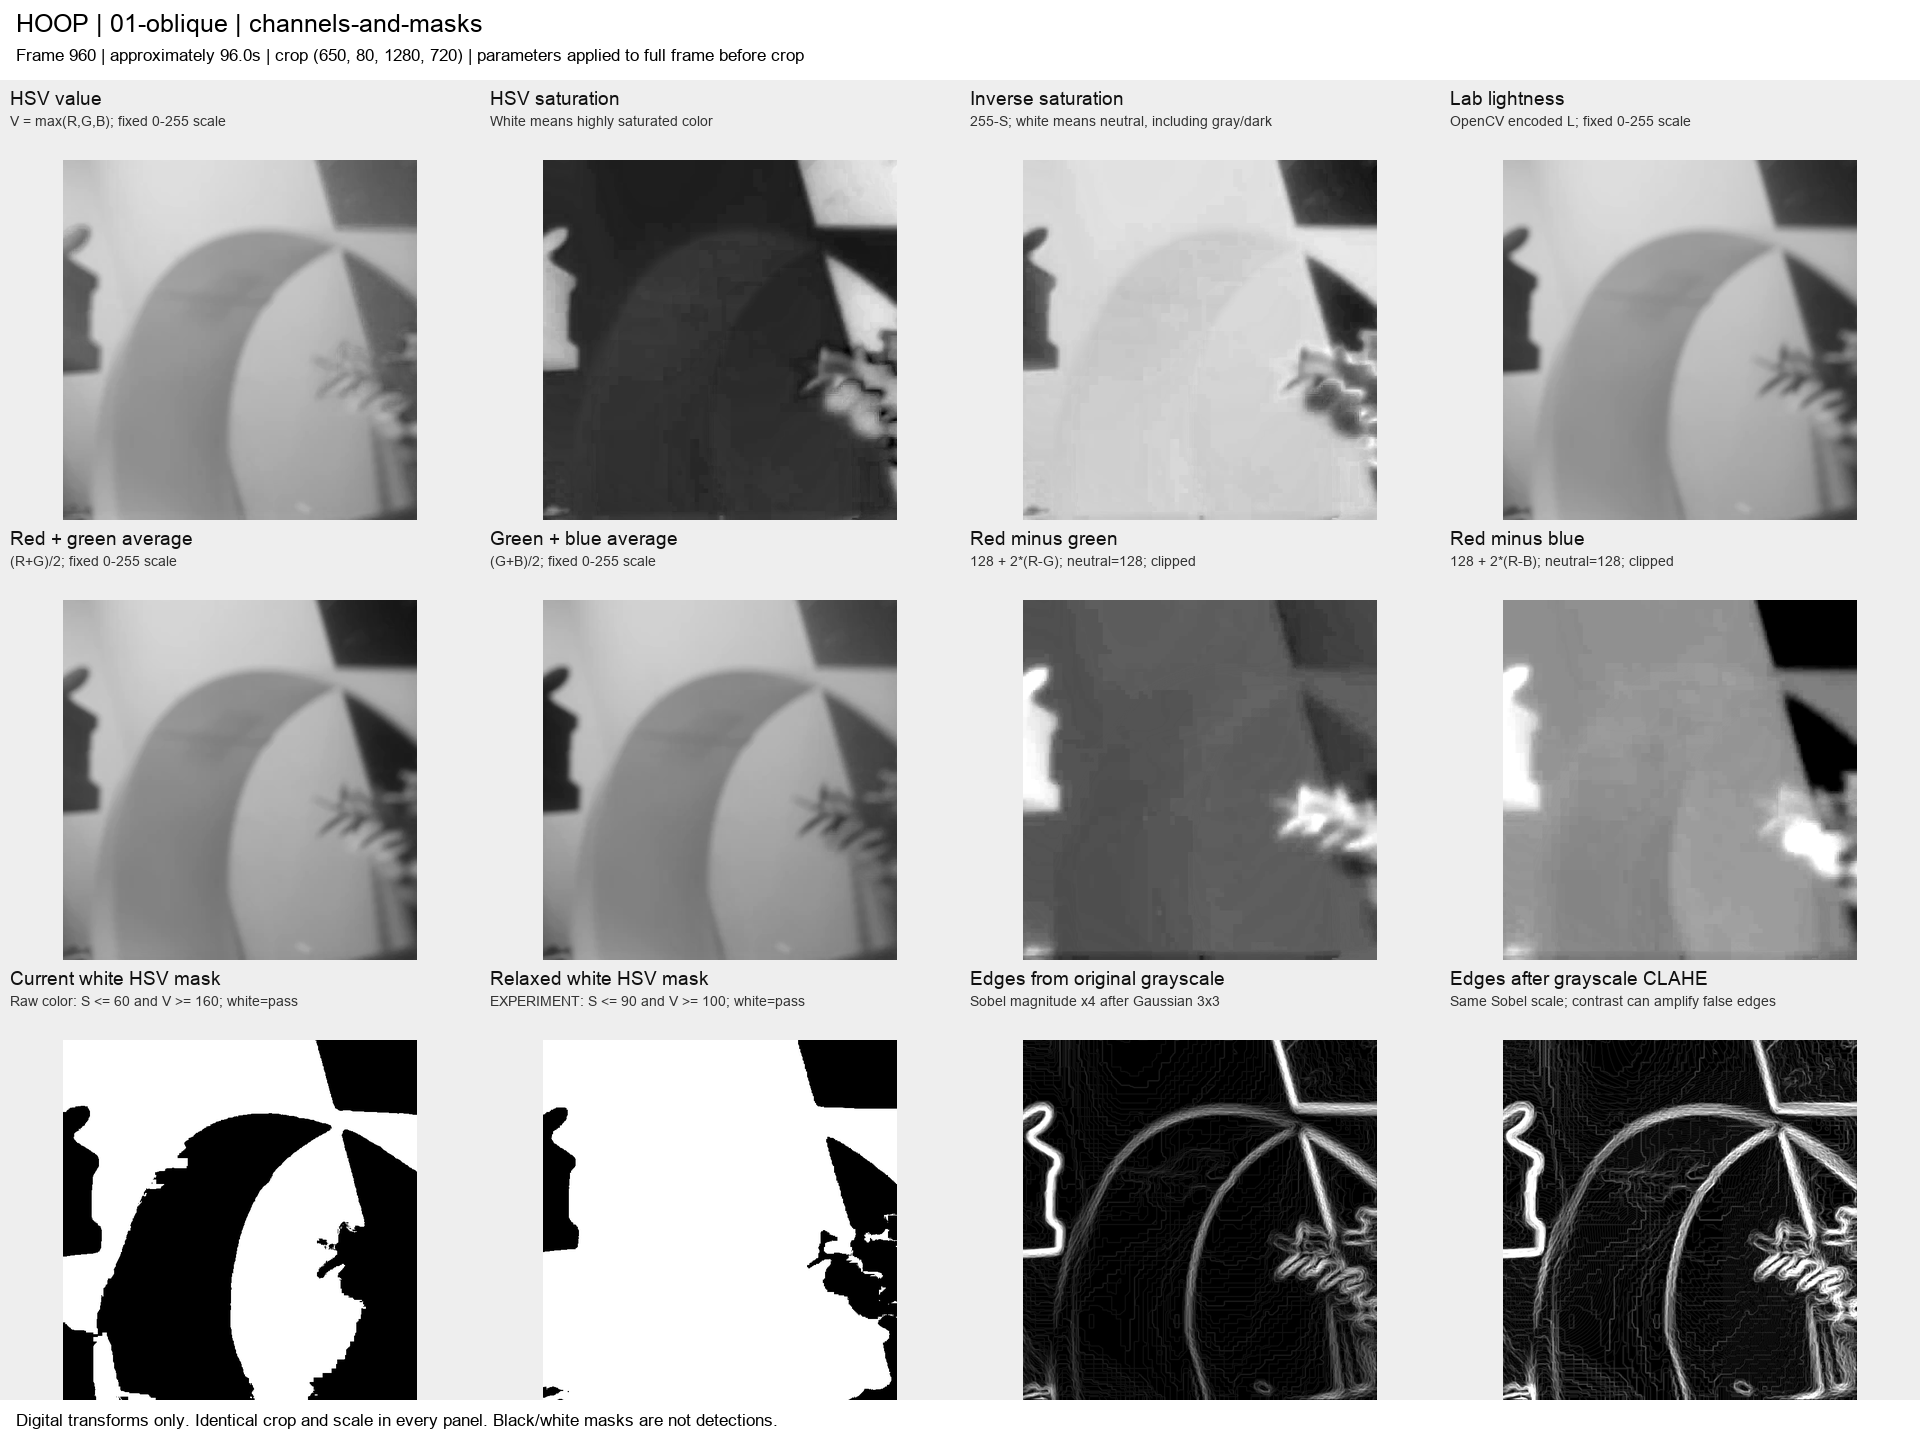 HOOP | 01-oblique | channels-and-masks
Frame 960 | approximately 96.0s | crop (650, 80, 1280, 720) | parameters applied to full frame before crop
HSV value
V = max(R,G,B); fixed 0-255 scale
HSV saturation
White means highly saturated color
Inverse saturation
255-S; white means neutral, including gray/dark
Lab lightness
OpenCV encoded L; fixed 0-255 scale
Red + green average
(R+G)/2; fixed 0-255 scale
Green + blue average
(G+B)/2; fixed 0-255 scale
Red minus green
128 + 2*(R-G); neutral=128; clipped
Red minus blue
128 + 2*(R-B); neutral=128; clipped
Current white HSV mask
Raw color: S <= 60 and V >= 160; white=pass
Relaxed white HSV mask
EXPERIMENT: S <= 90 and V >= 100; white=pass
Edges from original grayscale
Sobel magnitude x4 after Gaussian 3x3
Edges after grayscale CLAHE
Same Sobel scale; contrast can amplify false edges
Digital transforms only. Identical crop and scale in every panel. Black/white masks are not detections.